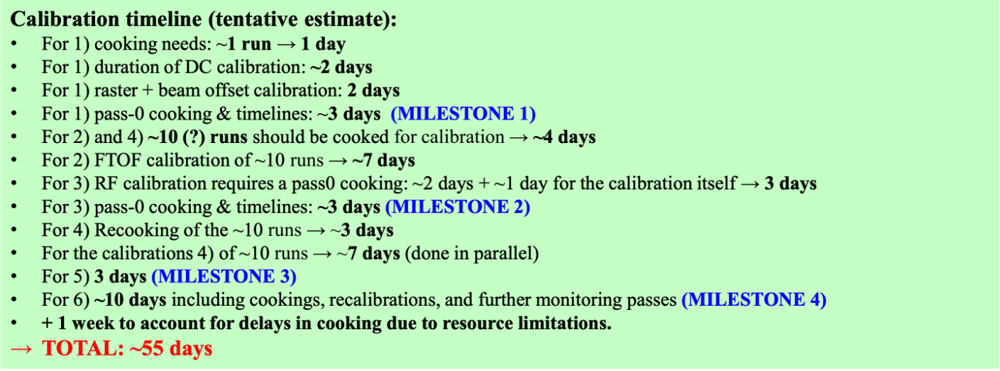 Calibration timeline (tentative estimate):
• For 1) cooking needs: ~1 run → 1 day
• For 1) duration of DC calibration: ~2 days
• For 1) raster + beam offset calibration: 2 days
• For 1) pass-0 cooking & timelines: ~3 days (MILESTONE 1)
• For 2) and 4) ~10 (?) runs should be cooked for calibration → ~4 days
• For 2) FTOF calibration of ~10 runs → ~7 days
• For 3) RF calibration requires a pass0 cooking: ~2 days + ~1 day for the calibration itself → 3 days
• For 3) pass-0 cooking & timelines: ~3 days (MILESTONE 2)
• For 4) Recooking of the ~10 runs → ~3 days
• For the calibrations 4) of ~10 runs → ~7 days (done in parallel)
• For 5) 3 days (MILESTONE 3)
• For 6) ~10 days including cookings, recalibrations, and further monitoring passes (MILESTONE 4)
• + 1 week to account for delays in cooking due to resource limitations.
→ TOTAL: ~55 days